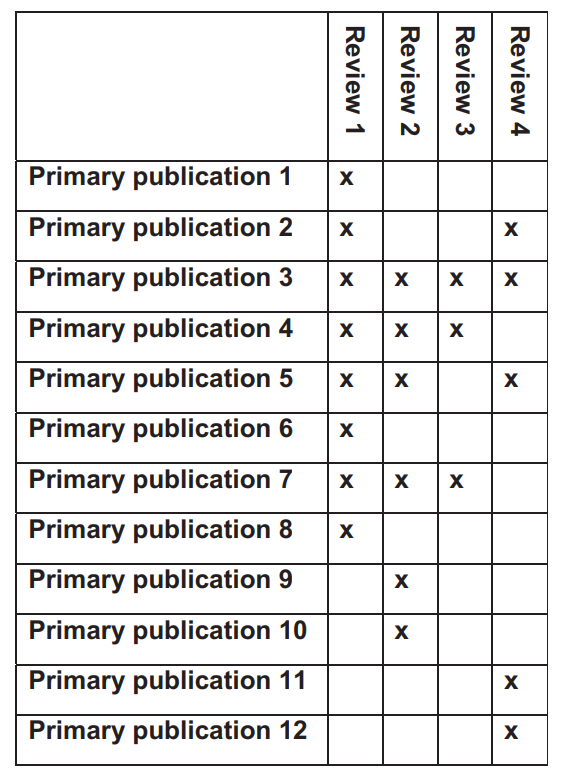 Review 1 Review 2 Review 3 Review 4
Primary publication 1 x
Primary publication 2 x x
Primary publication 3 x x x x
Primary publication 4 x x x
Primary publication 5 x x x
Primary publication 6 x
Primary publication 7 x x x
Primary publication 8 x
Primary publication 9 x
Primary publication 10 x
Primary publication 11 x
Primary publication 12 x